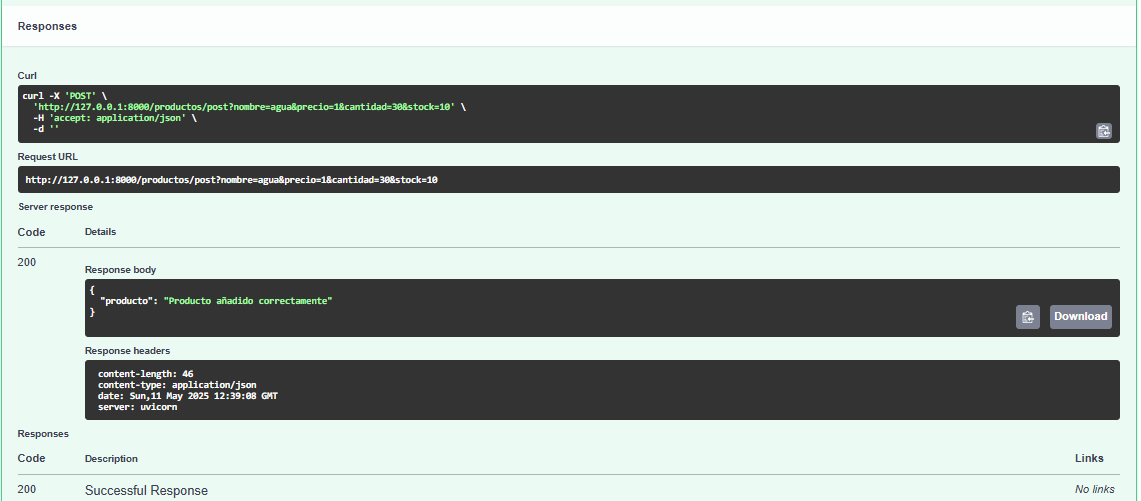 Responses
Curl
curl -X 'POST' \
'http://127.0.0.1:8000/productos/post?nombre=agua&precio=1&cantidad=30&stock=10' \
-H 'accept: application/json' \
-d ''
Request URL
http://127.0.0.1:8000/productos/post?nombre=agua&precio=1&cantidad=30&stock=10
Server response
Code Details
200
Response body
{
"producto": "Producto añadido correctamente"
}
Download
Response headers
content-length: 46
content-type: application/json
date: Sun,11 May 2025 12:39:08 GMT
server: uvicorn
Responses
Code Description Links
200 Successful Response No links